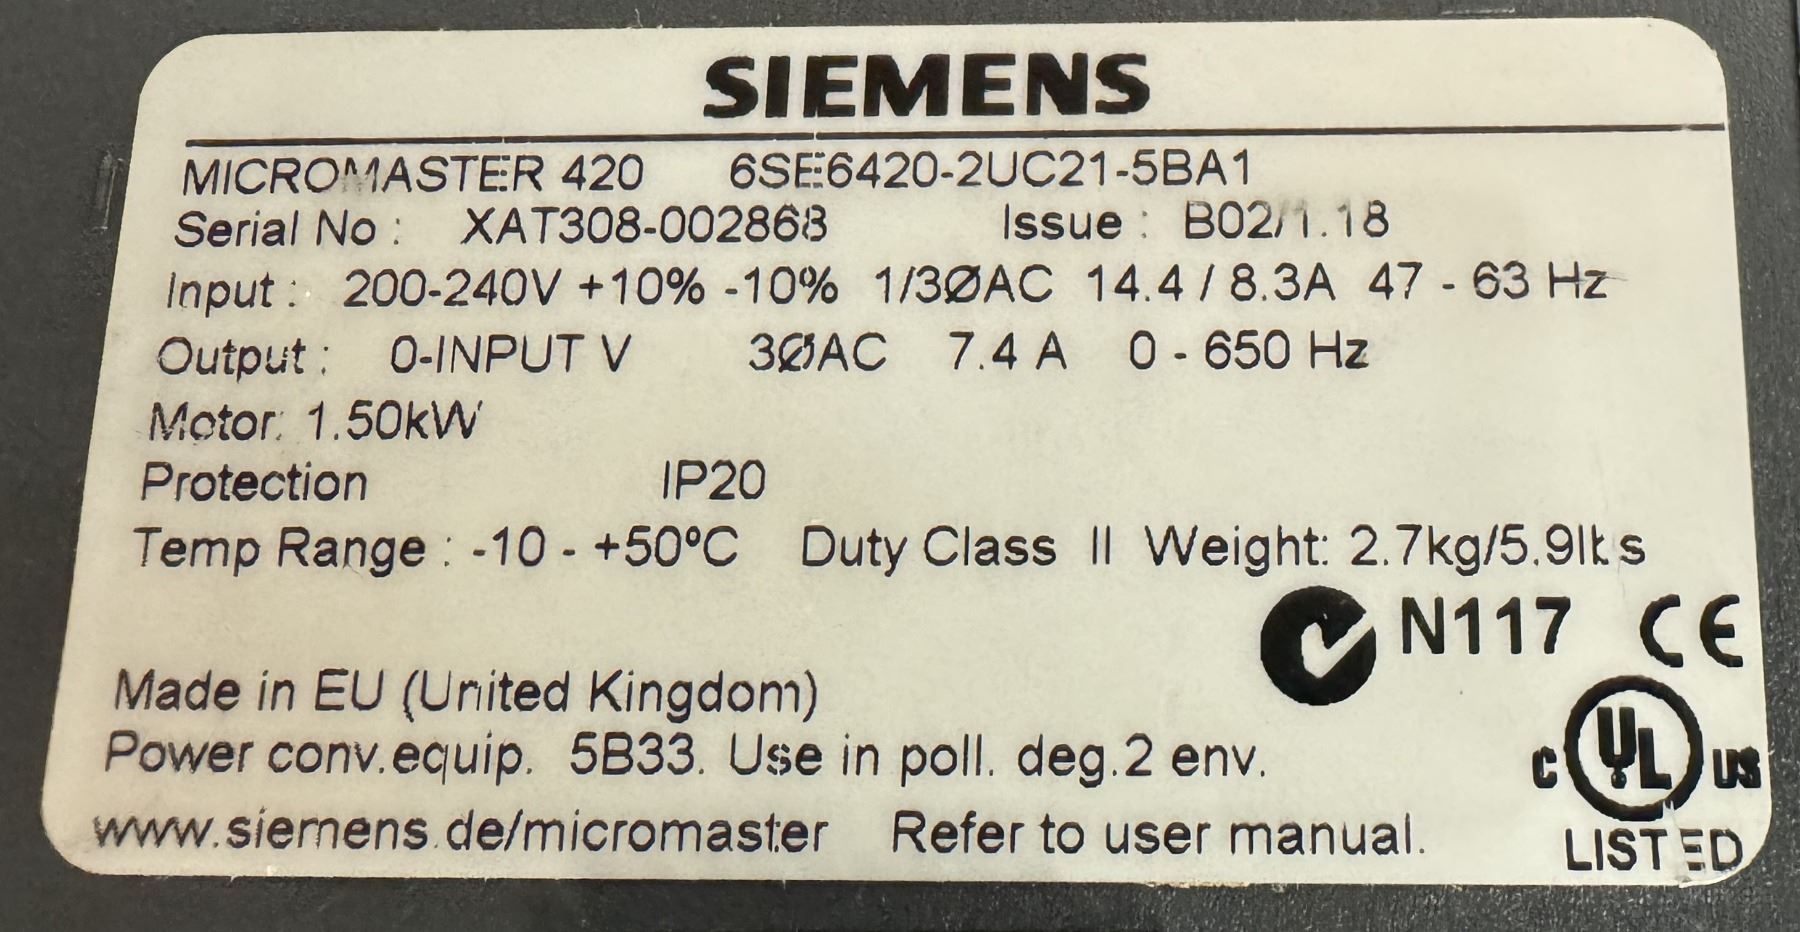 SIEMENS
MICROMASTER 420 6SE6420-2UC21-5BA1
Serial No : XAT308-002868 Issue : B02/1.18
Input : 200-240V +10% -10% 1/3ØAC 14.4 / 8.3A 47 - 63 Hz
Output : 0-INPUT V 3ØAC 7.4 A 0 - 650 Hz
Motor: 1.50kW
Protection IP20
Temp Range : -10 - +50ºC Duty Class II Weight: 2.7kg/5.9lbs
N117 CE
Made in EU (United Kingdom)
Power conv.equip. 5B33. Use in poll. deg.2 env.
C UL US
www.siemens.de/micromaster Refer to user manual.
LISTED